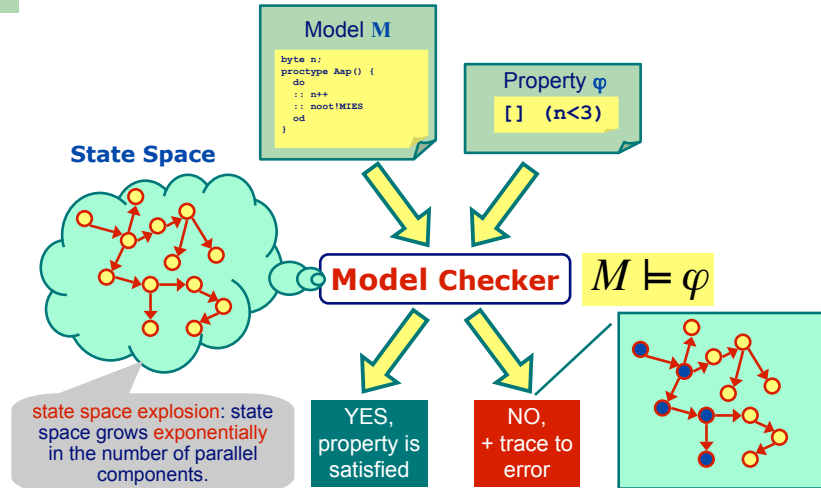 Model M
byte n;
proctype Aap() {
do
:: n++
:: noot!MIES
od
}
Property φ
[] (n<3)
State Space
Model Checker
M ⊨ φ
state space explosion: state
space grows exponentially
in the number of parallel
components.
YES,
property is
satisfied
NO,
+ trace to
error